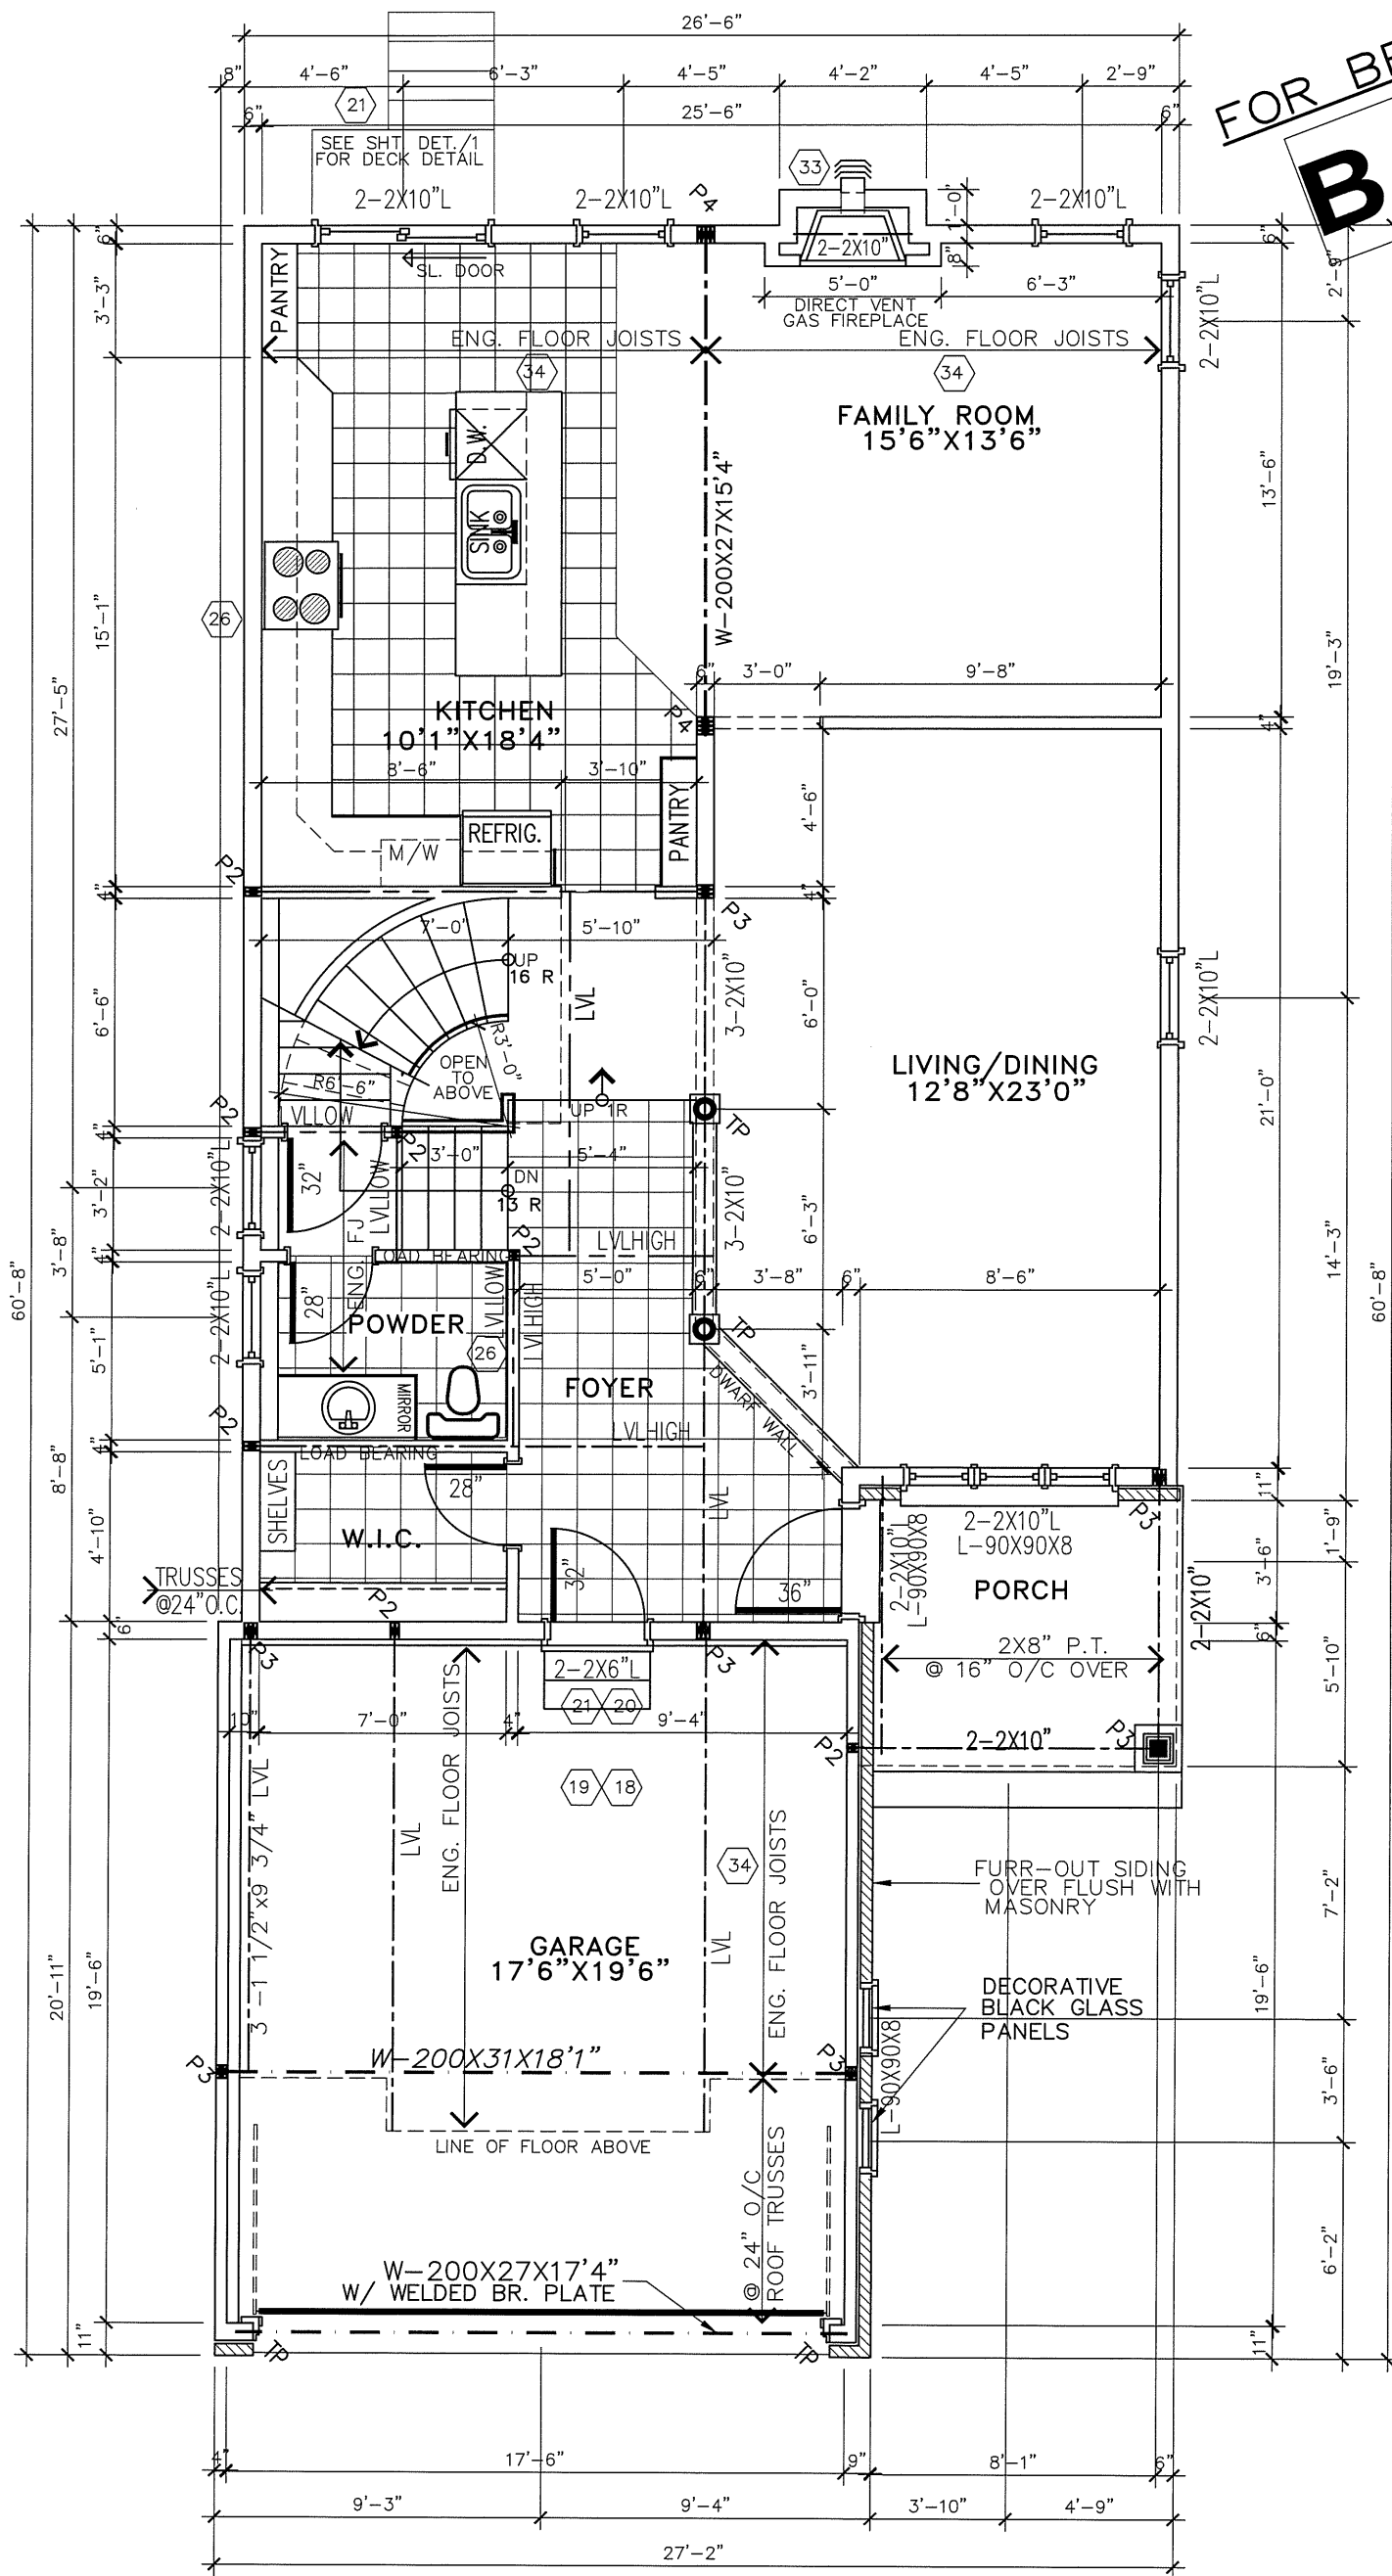 26'-6"
8" 4'-6" 6'-3" 4'-5" 4'-2" 4'-5" 2'-9"
21
6" 25'-6" 6"
FOR
B
SEE SHT. DET./1
FOR DECK DETAIL
33
2-2X10"L 2-2X10"L P4 2-2X10"L
1'-0"
6" 2-2X10" 8" 6"
PANTRY SL. DOOR
5'-0" 6'-3"
2'-9"
2-2X10"L
3'-3"
DIRECT VENT
GAS FIREPLACE
ENG. FLOOR JOISTS ENG. FLOOR JOISTS
34 34
FAMILY ROOM
15'6"X13'6"
D.W.
W-200X27X15'4"
13'-6"
SINK
26
15'-1"
27'-5"
19'-3"
6" 3'-0" 9'-8"
KITCHEN
10'1"X18'4"
P4
4"
8'-6" 3'-10"
4'-6"
PANTRY
REFRIG.
M/W
P2
4" 4"
P3
7'-0" 5'-10"
UP
16 R
LVL
3-2X10"
6'-6"
6'-0"
2-2X10"L
R3'-0"
OPEN
TO
ABOVE
LIVING/DINING
12'8"X23'0"
21'-0"
R6'-6"
LVLLOW
UP 1R
P2
TP
4"
P2
3'-0" 5'-4"
32"
DN
13 R
LVLLOW
2-2X10"L
3'-2"
3'-8"
ENG. FJ
LVLHIGH
3-2X10"
6'-3"
14'-3"
P2
4"
LOAD BEARING
60'-8"
60'-8"
5'-0" 6" 3'-8" 6" 8'-6"
28"
LVLLOW
LVLHIGH
2-2X10"L
POWDER
26
TP
5'-1"
FOYER
MIRROR
DWARF WALL
3'-11"
P2
LVLHIGH
4"
LOAD BEARING
8'-8"
SHELVES
28"
LVL
11"
P3
2-2X10"L
L-90X90X8
4'-10"
W.I.C.
2-2X10"L
L-90X90X8
3'-6" 1'-9"
TRUSSES
@24"O.C.
32" 36"
PORCH
2-2X10"
P2
6" 6"
P3 P3
2X8" P.T.
@ 16" O/C OVER
2-2X6"L
5'-10"
21 20
10" 7'-0" 4" 9'-4"
P2
2-2X10"
P3
19 18
3 -1 1/2"x9 3/4" LVL
LVL
ENG. FLOOR JOISTS
34
ENG. FLOOR JOISTS
FURR-OUT SIDING
OVER FLUSH WITH
MASONRY
7'-2"
GARAGE
17'6"X19'6"
LVL
20'-11"
19'-6"
19'-6"
DECORATIVE
BLACK GLASS
PANELS
W-200X31X18'1"
P3 P3
L-90X90X8
3'-6"
LINE OF FLOOR ABOVE
@ 24" O/C
ROOF TRUSSES
W-200X27X17'4"
W/ WELDED BR. PLATE
6'-2"
11" 11"
TP TP
4" 17'-6" 9" 8'-1" 6"
9'-3" 9'-4" 3'-10" 4'-9"
27'-2"